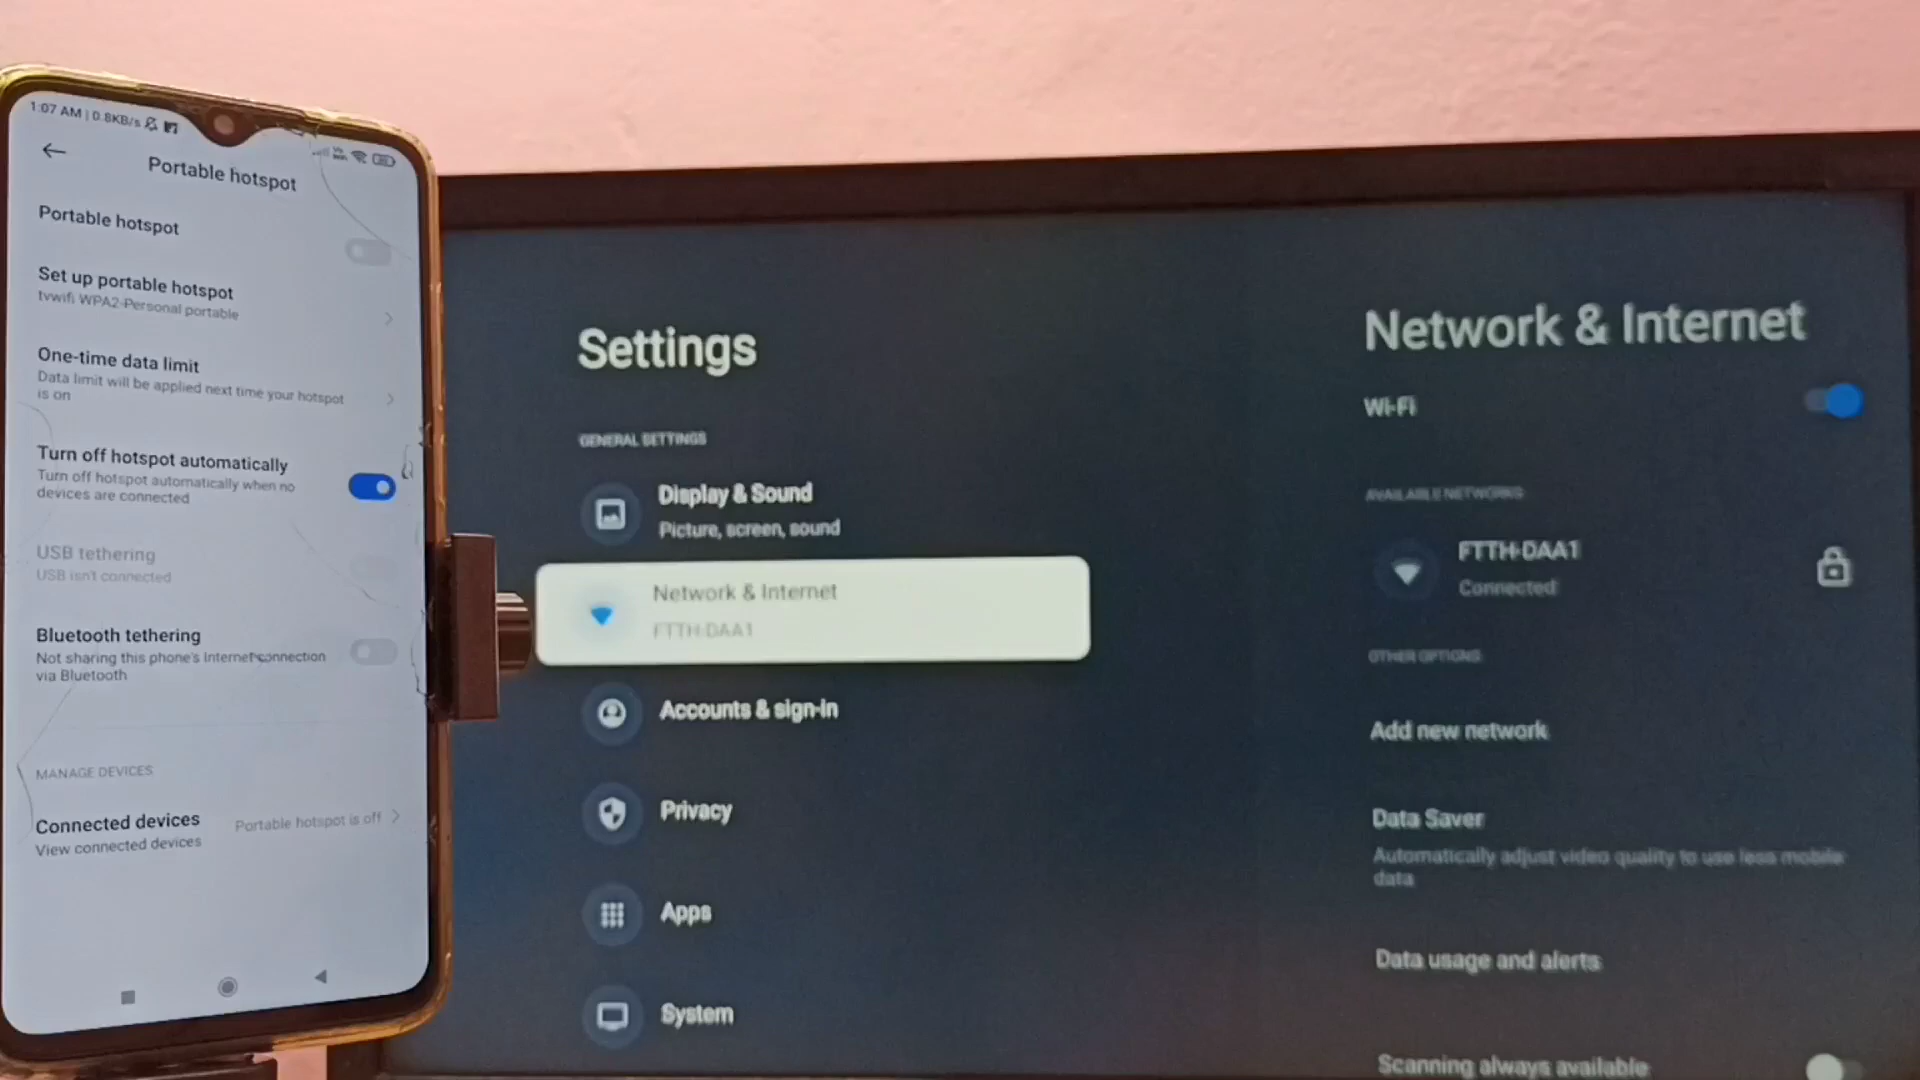 1:07 AM | 0.8KB/s
Portable hotspot
Portable hotspot
Set up portable hotspot
tvwifi WPA2-Personal portable
One-time data limit
Data limit will be applied next time your hotspot
is on
Turn off hotspot automatically
Turn off hotspot automatically when no
devices are connected
USB tethering
USB isn't connected
Bluetooth tethering
Not sharing this phone's Internet connection
via Bluetooth
MANAGE DEVICES
Connected devices
Portable hotspot is off
View connected devices
Settings
GENERAL SETTINGS
Display & Sound
Picture, screen, sound
Network & Internet
FTTH-DAA1
Accounts & sign-in
Privacy
Apps
System
Network & Internet
Wi-Fi
AVAILABLE NETWORKS
FTTH-DAA1
Connected
OTHER OPTIONS
Add new network
Data Saver
Automatically adjust video quality to use less mobile
data
Data usage and alerts
Scanning always available